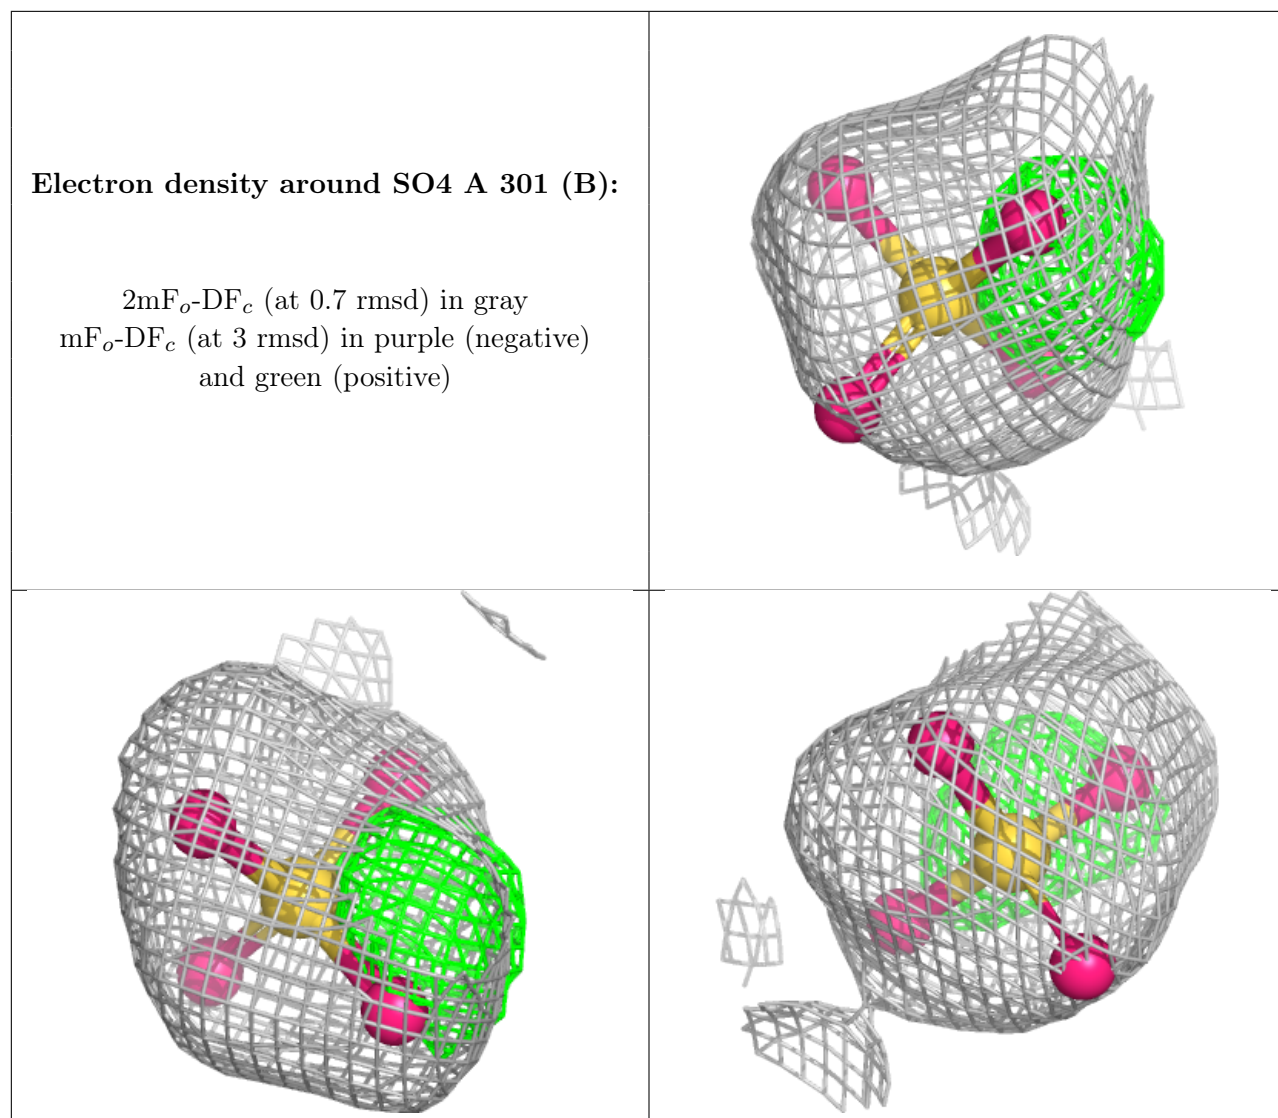 Electron density around SO4 A 301 (B):
2mFo-DFc (at 0.7 rmsd) in gray
mFo-DFc (at 3 rmsd) in purple (negative)
and green (positive)